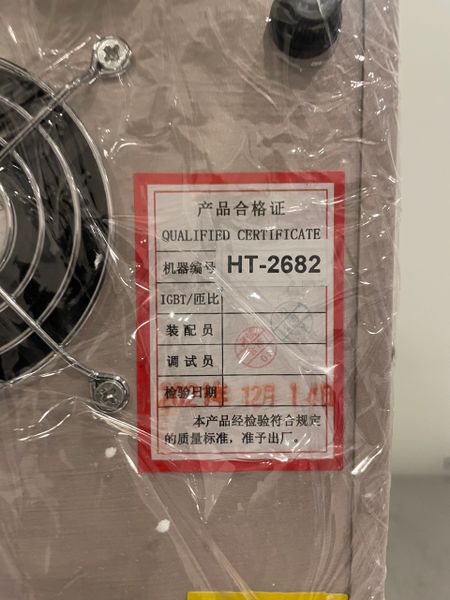 产品合格证
QUALIFIED CERTIFICATE
机器编号 HT-2682
IGBT/匝比
装配员
调试员
检验日期 12月14日
本产品经检验符合规定
的质量标准，准予出厂。